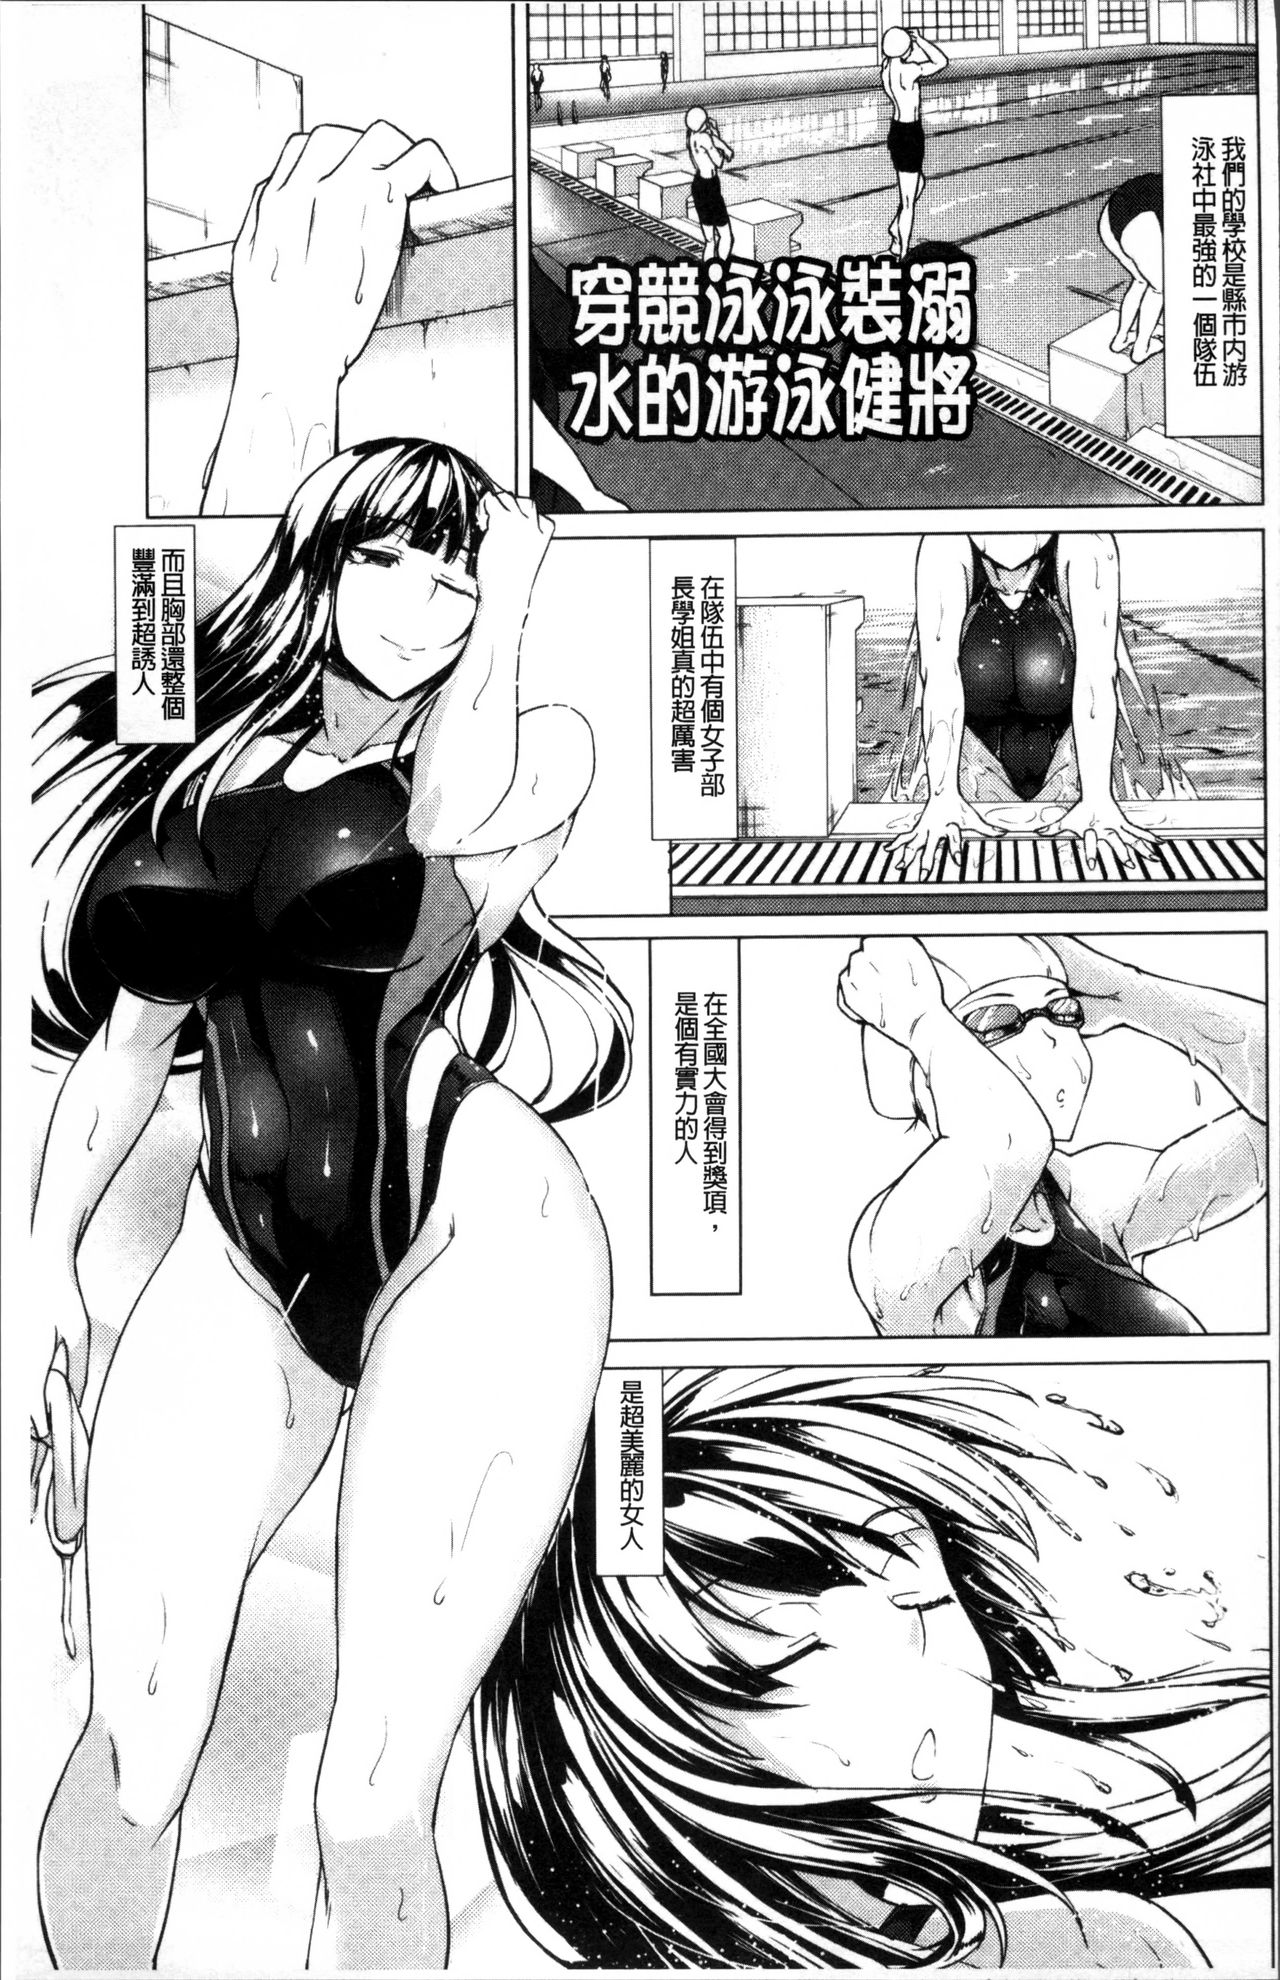 我們的學校是縣市內游
泳社中最強的一個隊伍
穿競泳泳裝溺
水的游泳健將
在隊伍中有個女子部
長學姐真的超厲害
在全國大會得到獎項，
是個有實力的人
是超美麗的女人
而且胸部還整個
豐滿到超誘人